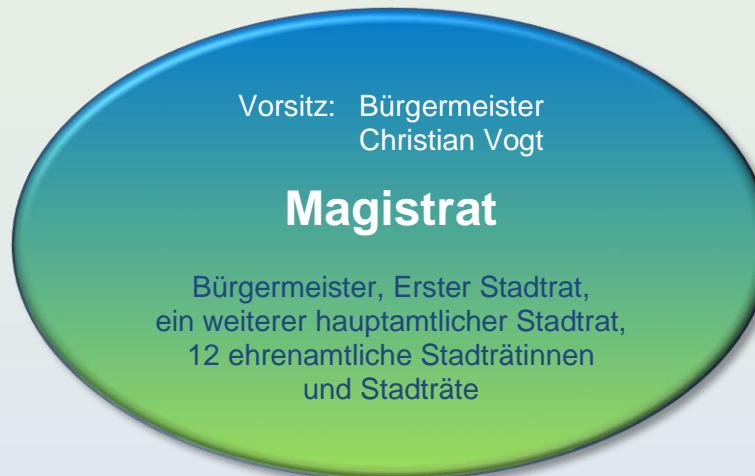 Vorsitz: Bürgermeister
Christian Vogt
Magistrat
Bürgermeister, Erster Stadtrat,
ein weiterer hauptamtlicher Stadtrat,
12 ehrenamtliche Stadträtinnen
und Stadträte